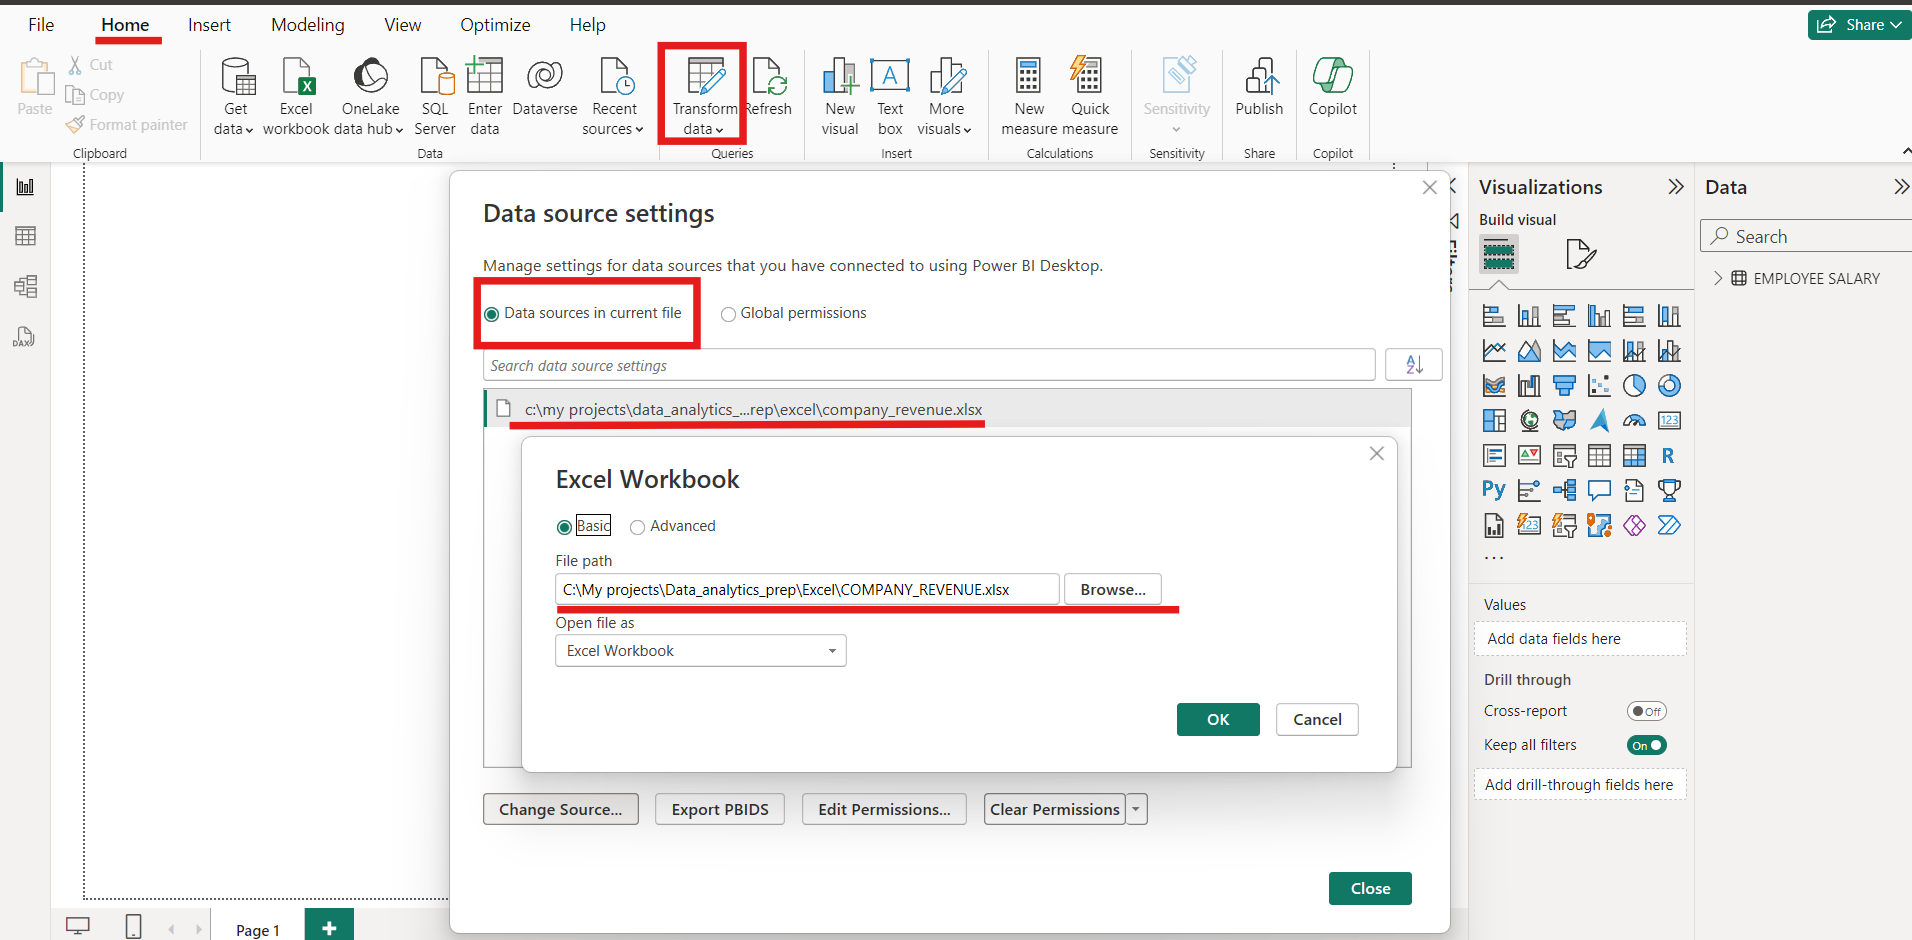 File Home Insert Modeling View Optimize Help
Share
Paste
Cut
Copy
Format painter
Clipboard
Get data
Excel workbook
OneLake data hub
SQL Server
Enter data
Dataverse
Recent sources
Data
Transform data
Refresh
Queries
New visual
Text box
More visuals
Insert
New measure
Quick measure
Calculations
Sensitivity
Sensitivity
Publish
Share
Copilot
Copilot
Data source settings
Manage settings for data sources that you have connected to using Power BI Desktop.
Data sources in current file
Global permissions
Search data source settings
AZ
c:\my projects\data_analytics_...rep\excel\company_revenue.xlsx
Excel Workbook
Basic
Advanced
File path
C:\My projects\Data_analytics_prep\Excel\COMPANY_REVENUE.xlsx
Browse...
Open file as
Excel Workbook
OK
Cancel
Change Source...
Export PBIDS
Edit Permissions...
Clear Permissions
Close
DAX
Page 1
Visualizations
Build visual
123
R
Py
123
...
Values
Add data fields here
Drill through
Cross-report
Off
Keep all filters
On
Add drill-through fields here
Data
Search
EMPLOYEE SALARY